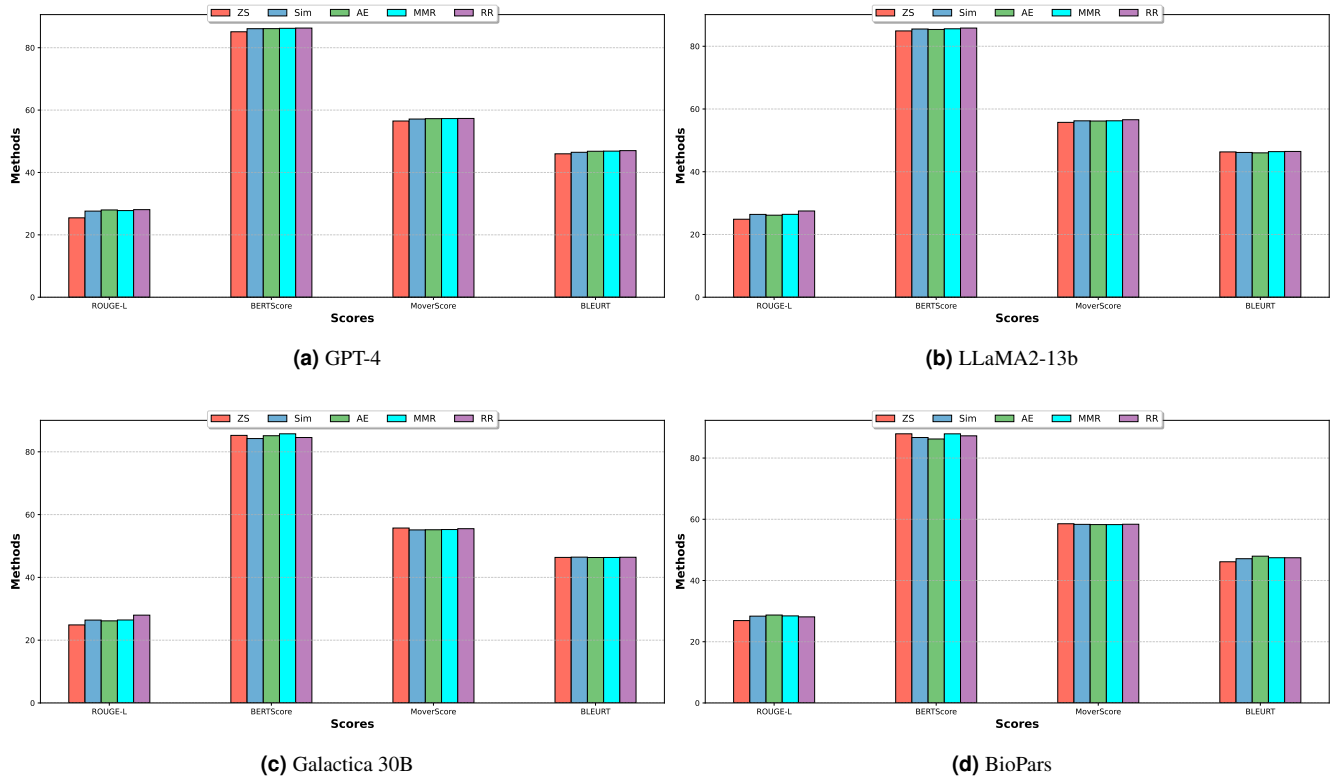 ZS Sim AE MMR RR
80
60
40
20
0
Methods
ROUGE-L BERTScore MoverScore BLEURT
Scores
(a) GPT-4
ZS Sim AE MMR RR
80
60
40
20
0
Methods
ROUGE-L BERTScore MoverScore BLEURT
Scores
(b) LLaMA2-13b
ZS Sim AE MMR RR
80
60
40
20
0
Methods
ROUGE-L BERTScore MoverScore BLEURT
Scores
(c) Galactica 30B
ZS Sim AE MMR RR
80
60
40
20
0
Methods
ROUGE-L BERTScore MoverScore BLEURT
Scores
(d) BioPars